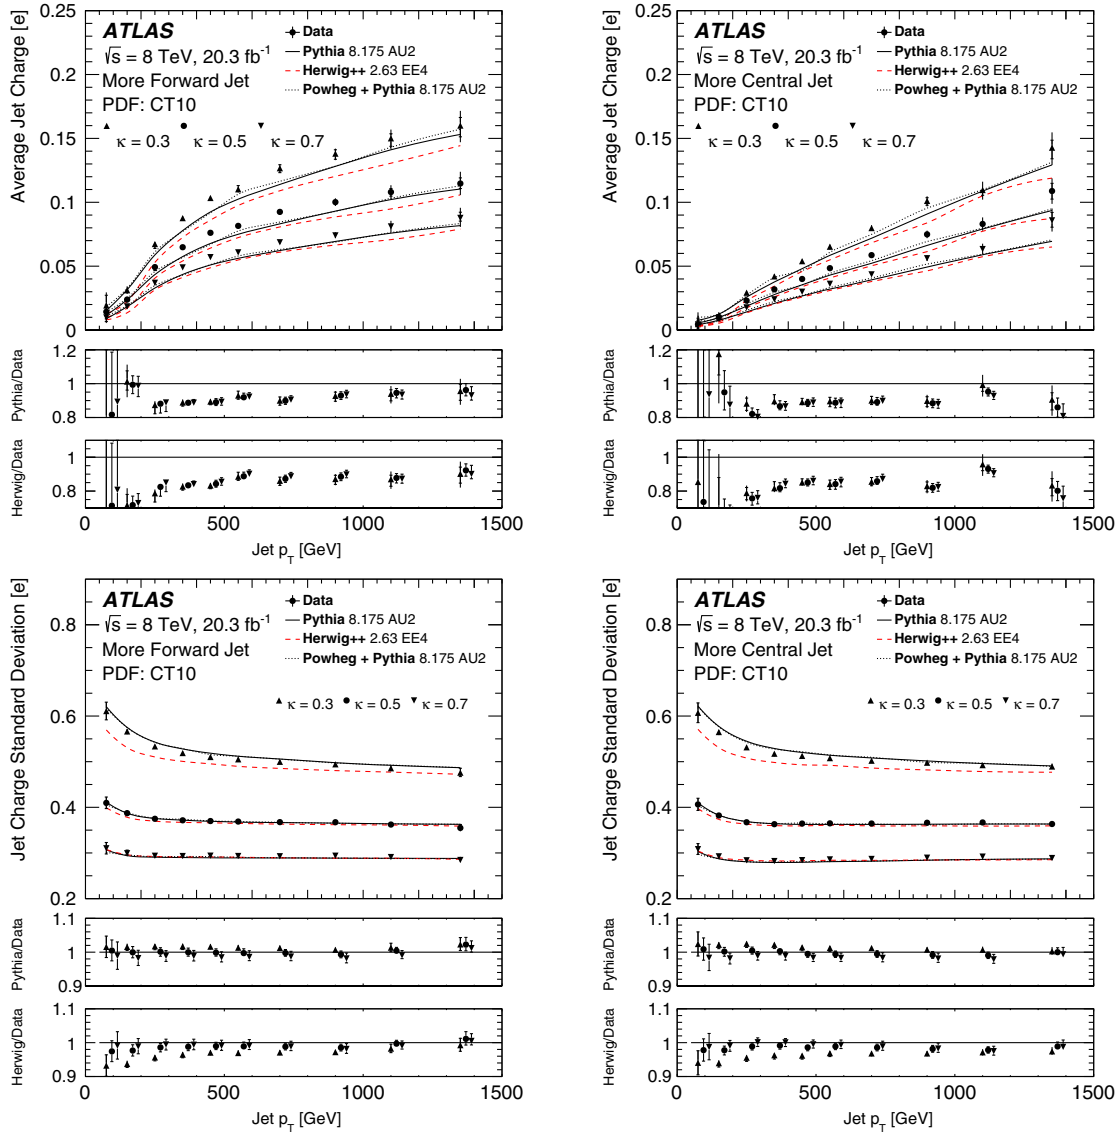 Average Jet Charge [e]
0.25
0.2
0.15
0.1
0.05
0
ATLAS
√s = 8 TeV, 20.3 fb⁻¹
More Forward Jet
PDF: CT10
Data
Pythia 8.175 AU2
Herwig++ 2.63 EE4
Powheg + Pythia 8.175 AU2
κ = 0.3 κ = 0.5 κ = 0.7
Pythia/Data
1.2
1
0.8
Herwig/Data
1
0.8
0 500 1000 1500
Jet pT [GeV]
Average Jet Charge [e]
0.25
0.2
0.15
0.1
0.05
0
ATLAS
√s = 8 TeV, 20.3 fb⁻¹
More Central Jet
PDF: CT10
Data
Pythia 8.175 AU2
Herwig++ 2.63 EE4
Powheg + Pythia 8.175 AU2
κ = 0.3 κ = 0.5 κ = 0.7
Pythia/Data
1.2
1
0.8
Herwig/Data
1
0.8
0 500 1000 1500
Jet pT [GeV]
Jet Charge Standard Deviation [e]
0.8
0.6
0.4
0.2
ATLAS
√s = 8 TeV, 20.3 fb⁻¹
More Forward Jet
PDF: CT10
Data
Pythia 8.175 AU2
Herwig++ 2.63 EE4
Powheg + Pythia 8.175 AU2
κ = 0.3 κ = 0.5 κ = 0.7
Pythia/Data
1.1
1
0.9
Herwig/Data
1.1
1
0.9
0 500 1000 1500
Jet pT [GeV]
Jet Charge Standard Deviation [e]
0.8
0.6
0.4
0.2
ATLAS
√s = 8 TeV, 20.3 fb⁻¹
More Central Jet
PDF: CT10
Data
Pythia 8.175 AU2
Herwig++ 2.63 EE4
Powheg + Pythia 8.175 AU2
κ = 0.3 κ = 0.5 κ = 0.7
Pythia/Data
1.1
1
0.9
Herwig/Data
1.1
1
0.9
0 500 1000 1500
Jet pT [GeV]